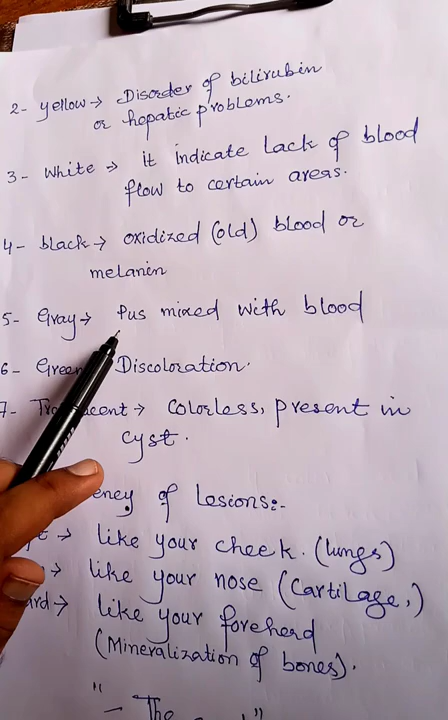 2- yellow → Disorder of bilirubin
or hepatic problems.
3- White → it indicate Lack of blood
flow to certain areas.
4- black → oxidized (old) blood or
melanin
5- Gray → Pus mixed with blood
6- Green Discoloration.
7- → Colorless, present in
cyst.
of lesions:-
→ like your cheek. (lungs)
→ like your nose (Cartilage,)
→ like your forehead
(Mineralization of bones).
"- The